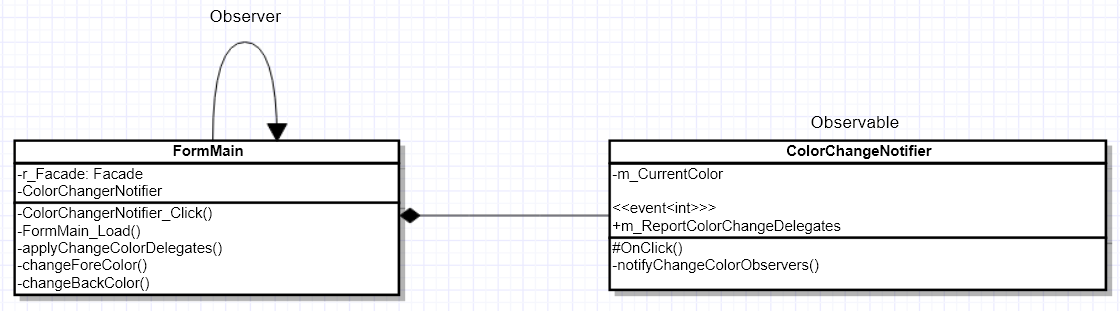 Observer
FormMain
-r_Facade: Facade
-ColorChangerNotifier
-ColorChangerNotifier_Click()
-FormMain_Load()
-applyChangeColorDelegates()
-changeForeColor()
-changeBackColor()
Observable
ColorChangeNotifier
-m_CurrentColor
<<event<int>>>
+m_ReportColorChangeDelegates
#OnClick()
-notifyChangeColorObservers()